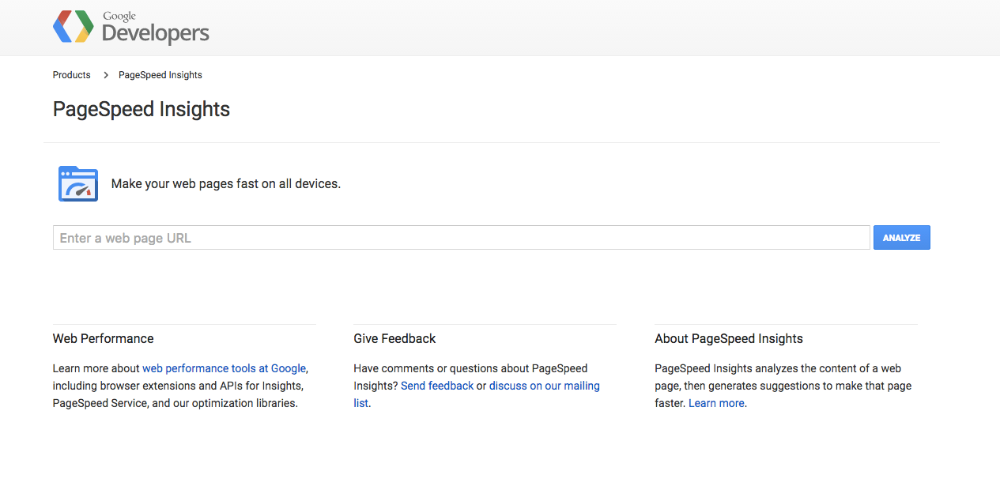 Google
Developers
Products
PageSpeed Insights
PageSpeed Insights
Make your web pages fast on all devices.
Enter a web page URL
ANALYZE
Web Performance
Learn more about web performance tools at Google,
including browser extensions and APIs for Insights,
PageSpeed Service, and our optimization libraries.
Give Feedback
Have comments or questions about PageSpeed
Insights? Send feedback or discuss on our mailing
list.
About PageSpeed Insights
PageSpeed Insights analyzes the content of a web
page, then generates suggestions to make that page
faster. Learn more.